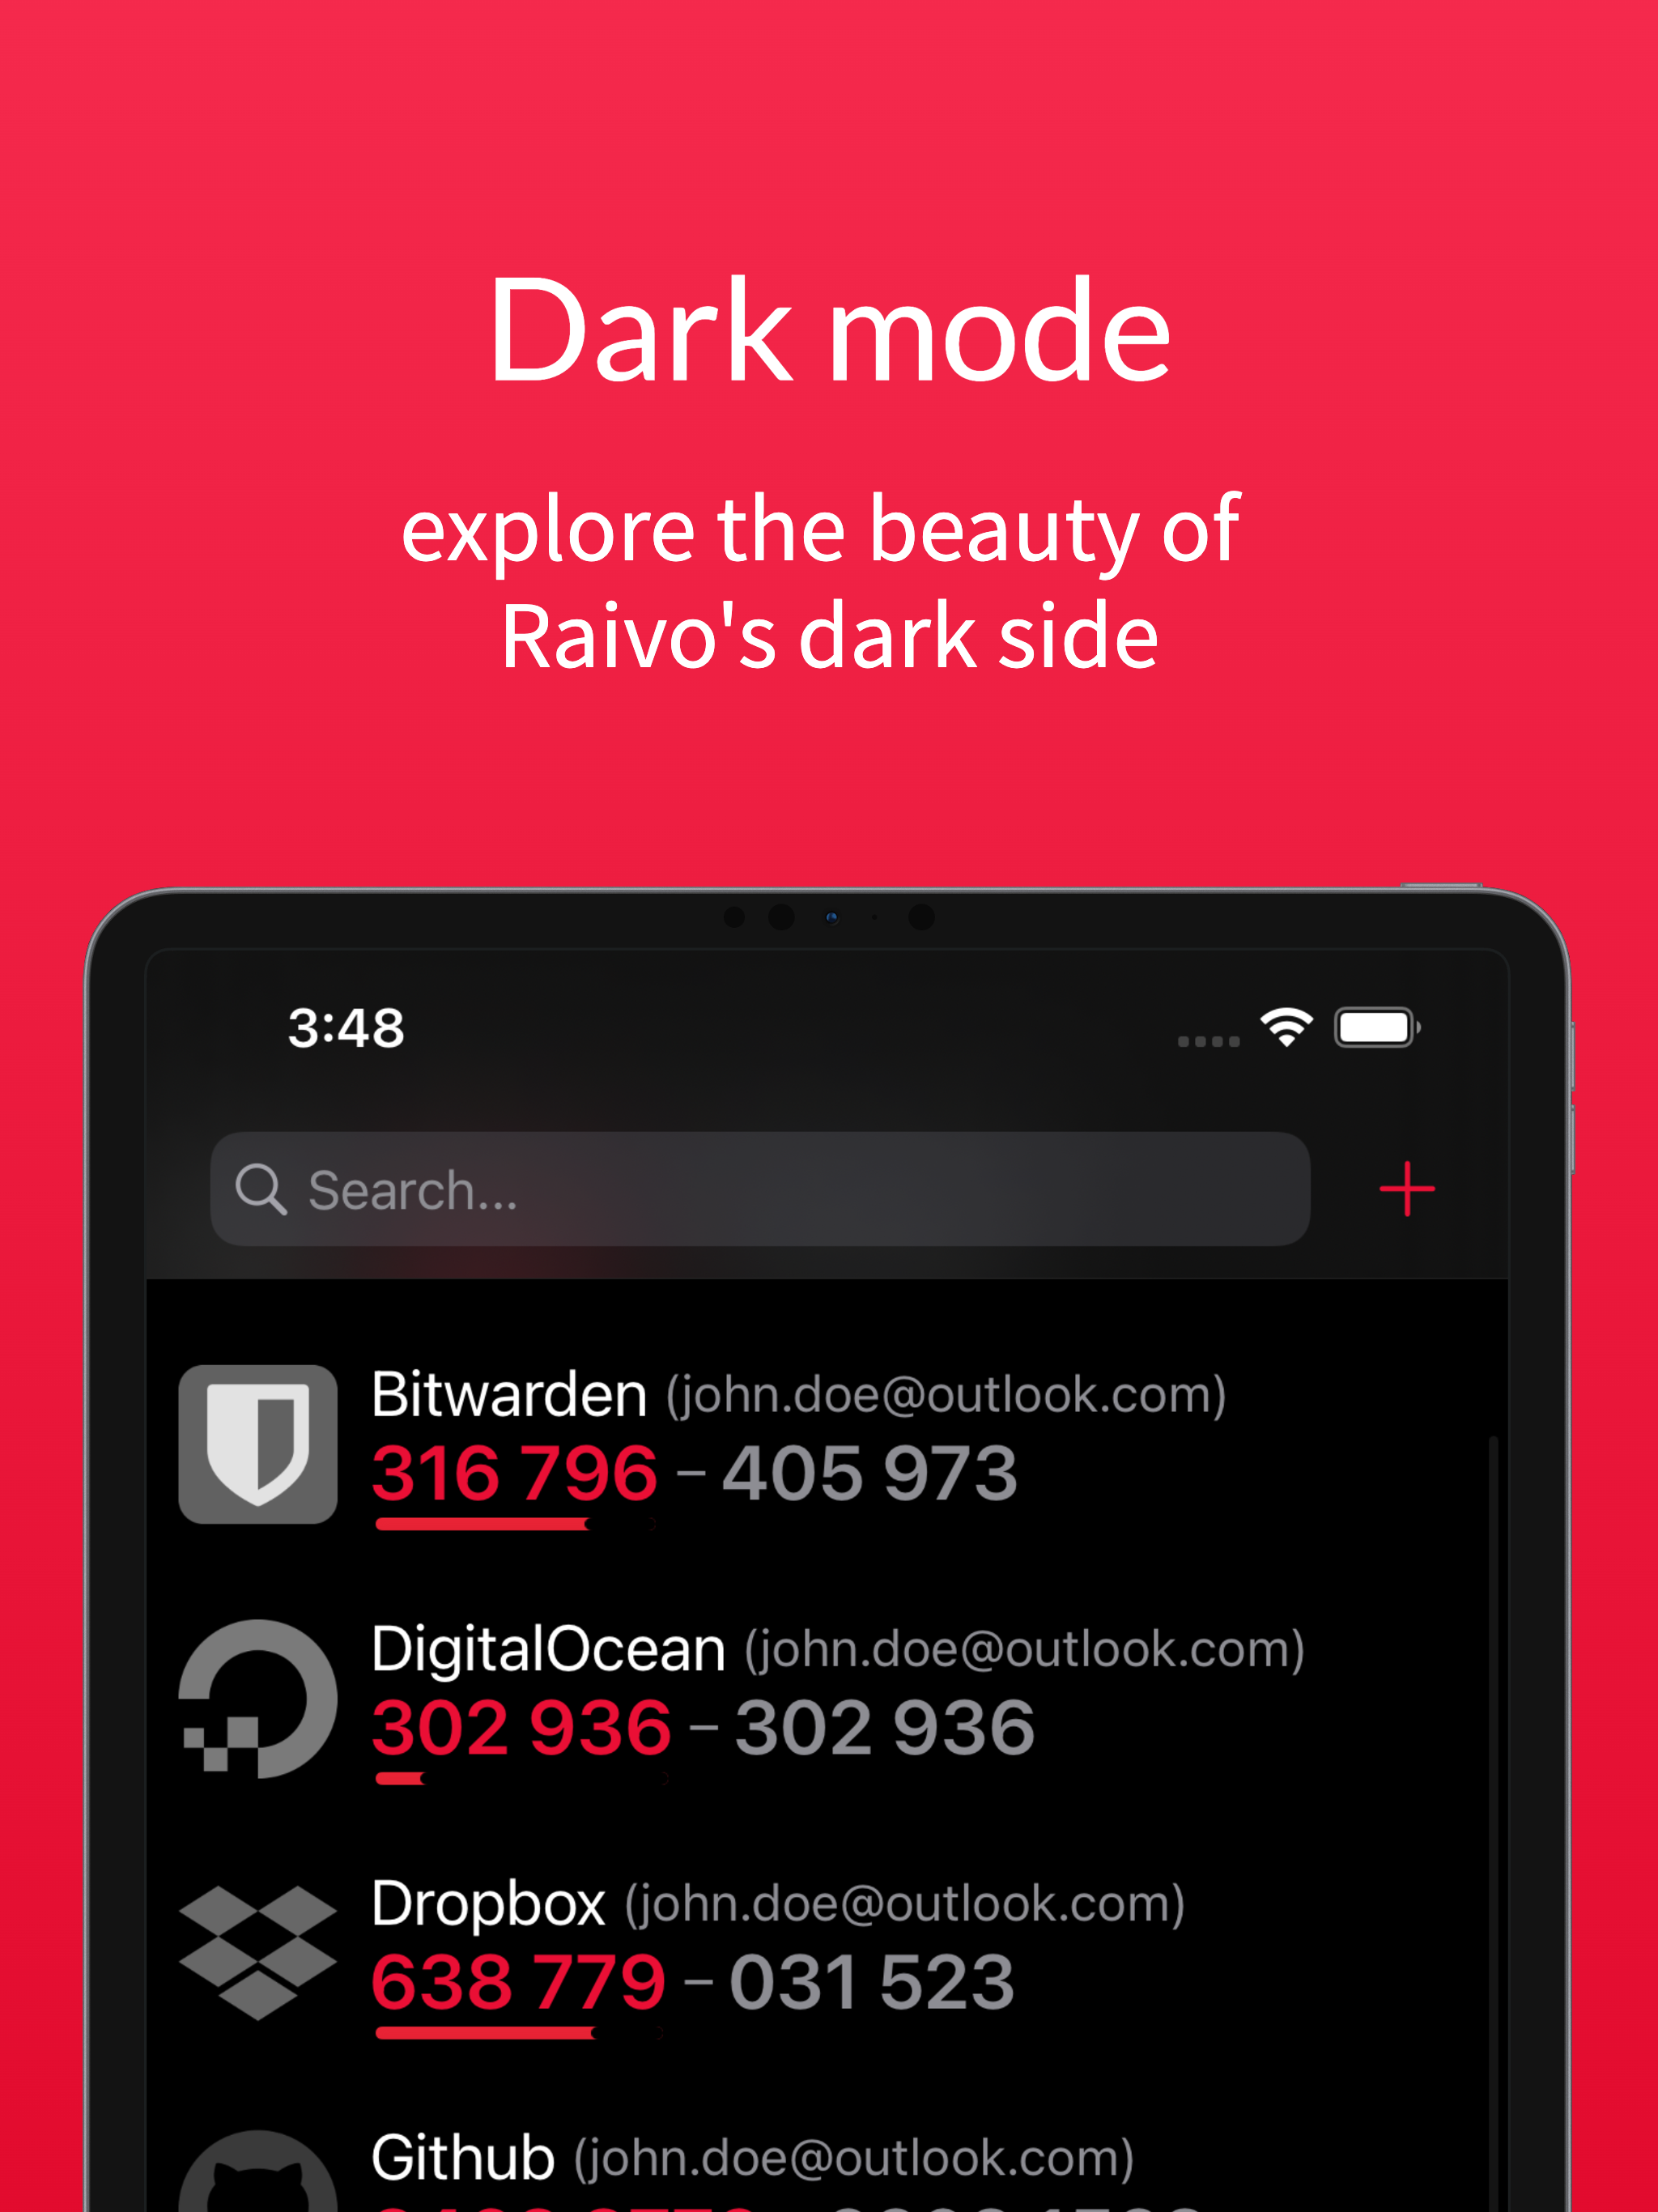 Dark mode
explore the beauty of
Raivo's dark side
3:48
Search...
Bitwarden (john.doe@outlook.com)
316 796 – 405 973
DigitalOcean (john.doe@outlook.com)
302 936 – 302 936
Dropbox (john.doe@outlook.com)
638 779 – 031 523
Github (john.doe@outlook.com)